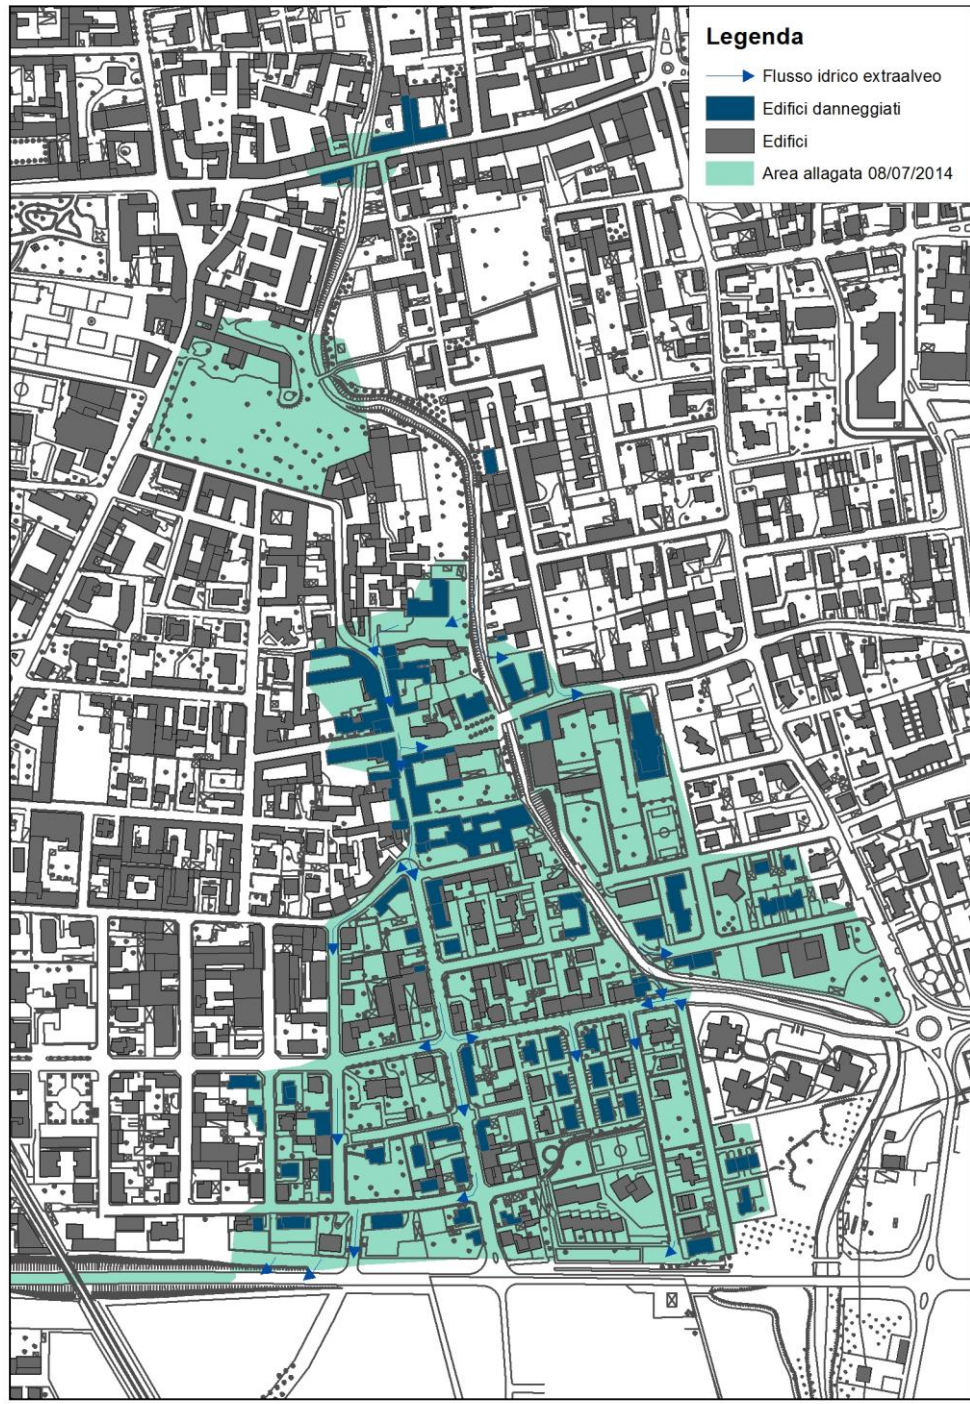 Legenda
Flusso idrico extraalveo
Edifici danneggiati
Edifici
Area allagata 08/07/2014